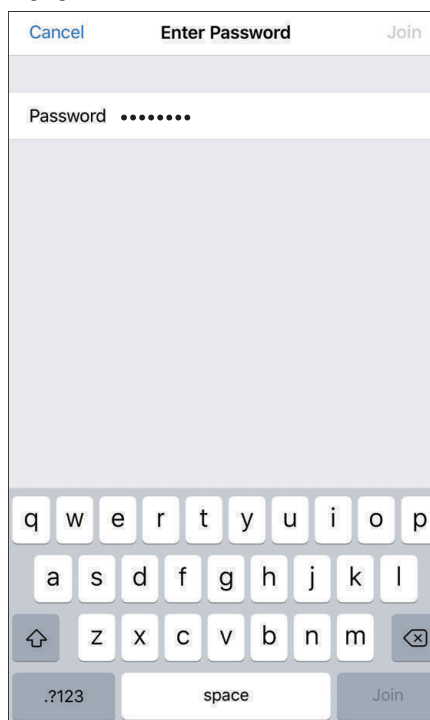 Cancel Enter Password Join
Password ••••••••
q w e r t y u i o p
a s d f g h j k l
z x c v b n m
.?123 space Join